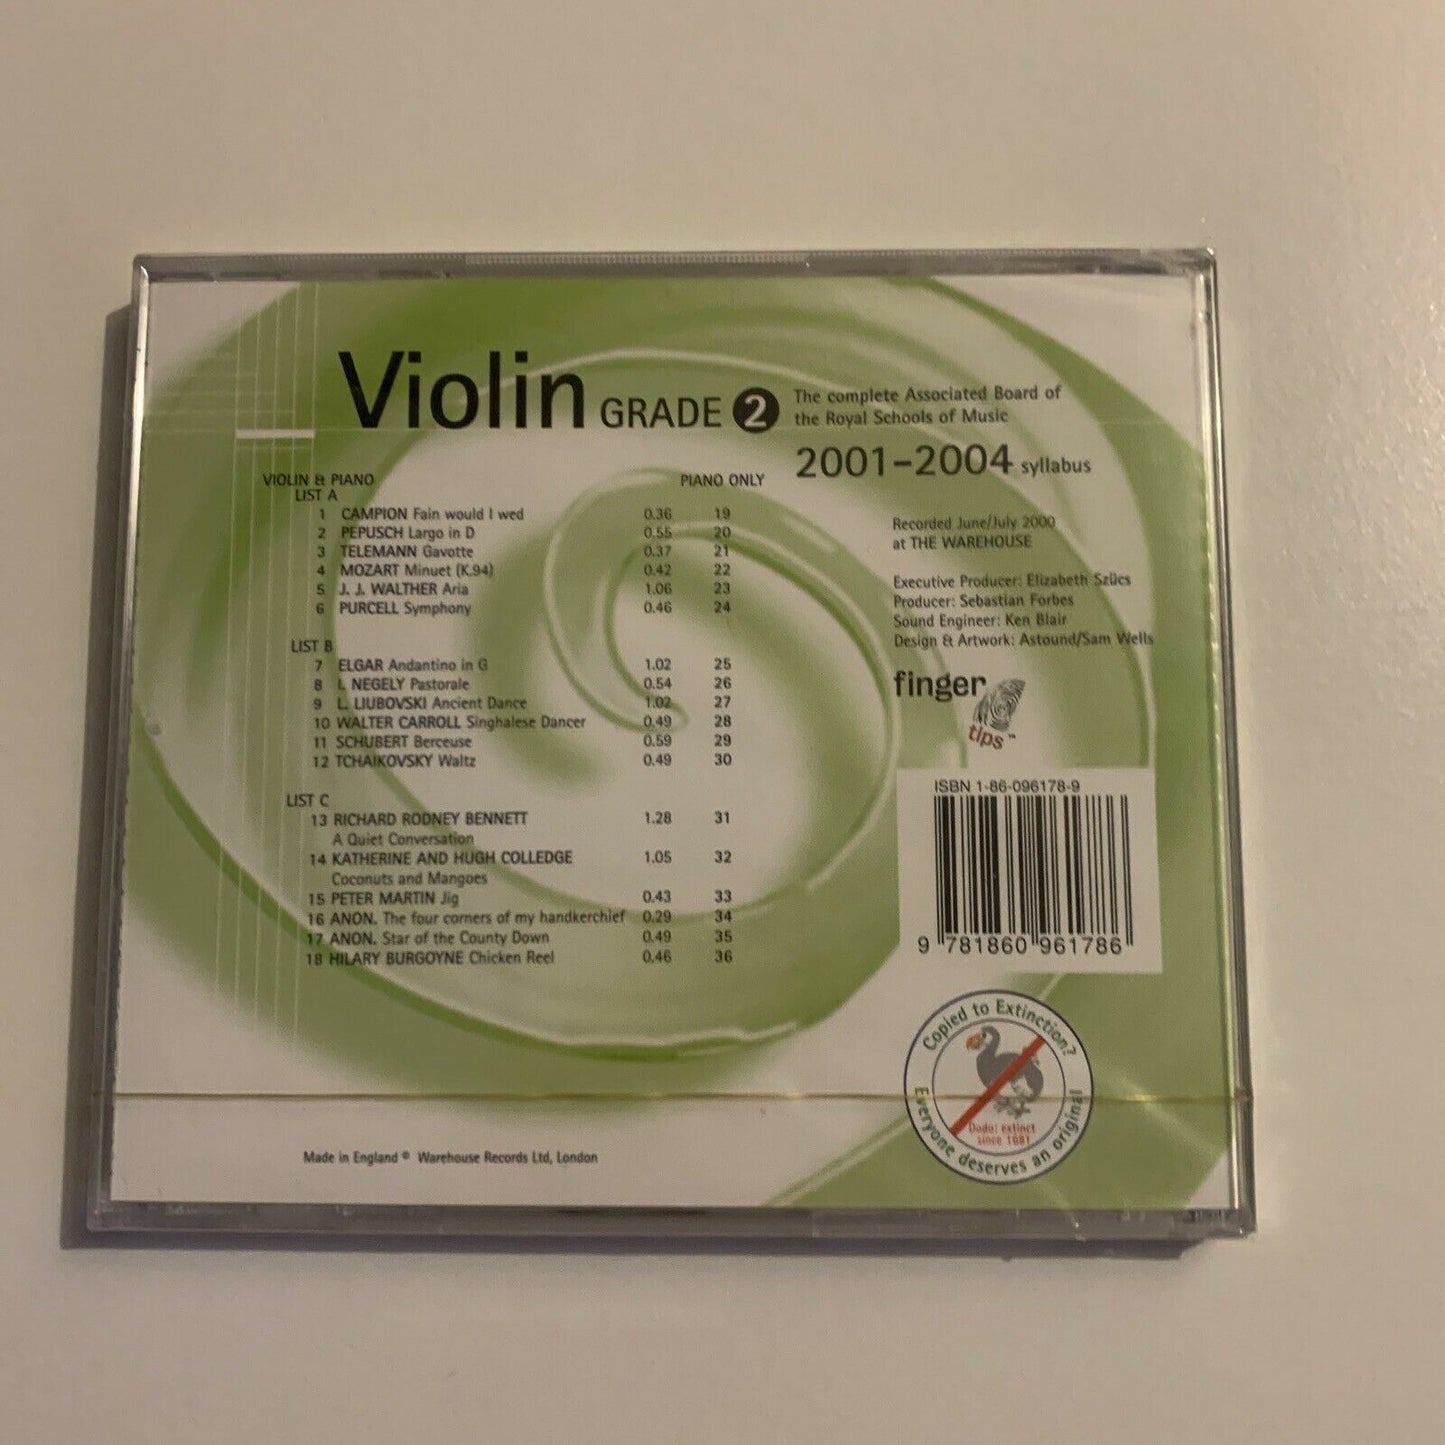 Violin GRADE 2
The complete Associated Board of
the Royal Schools of Music
2001-2004 syllabus
VIOLIN & PIANO PIANO ONLY
LIST A
1 CAMPION Fain would I wed 0.36 19
2 PEPUSCH Largo in D 0.55 20
3 TELEMANN Gavotte 0.37 21
4 MOZART Minuet (K.94) 0.42 22
5 J. J. WALTHER Aria 1.06 23
6 PURCELL Symphony 0.46 24
LIST B
7 ELGAR Andantino in G 1.02 25
8 I. NEGELY Pastorale 0.54 26
9 L. LIUBOVSKI Ancient Dance 1.02 27
10 WALTER CARROLL Singhalese Dancer 0.49 28
11 SCHUBERT Berceuse 0.59 29
12 TCHAIKOVSKY Waltz 0.49 30
LIST C
13 RICHARD RODNEY BENNETT 1.28 31
A Quiet Conversation
14 KATHERINE AND HUGH COLLEDGE 1.05 32
Coconuts and Mangoes
15 PETER MARTIN Jig 0.43 33
16 ANON. The four corners of my handkerchief 0.29 34
17 ANON. Star of the County Down 0.49 35
18 HILARY BURGOYNE Chicken Reel 0.46 36
Recorded June/July 2000
at THE WAREHOUSE
Executive Producer: Elizabeth Szücs
Producer: Sebastian Forbes
Sound Engineer: Ken Blair
Design & Artwork: Astound/Sam Wells
finger
tips™
ISBN 1-86-096178-9
9 781860 961786
Copied to Extinction?
Dodo: extinct
since 1681
Everyone deserves an original
Made in England © Warehouse Records Ltd, London